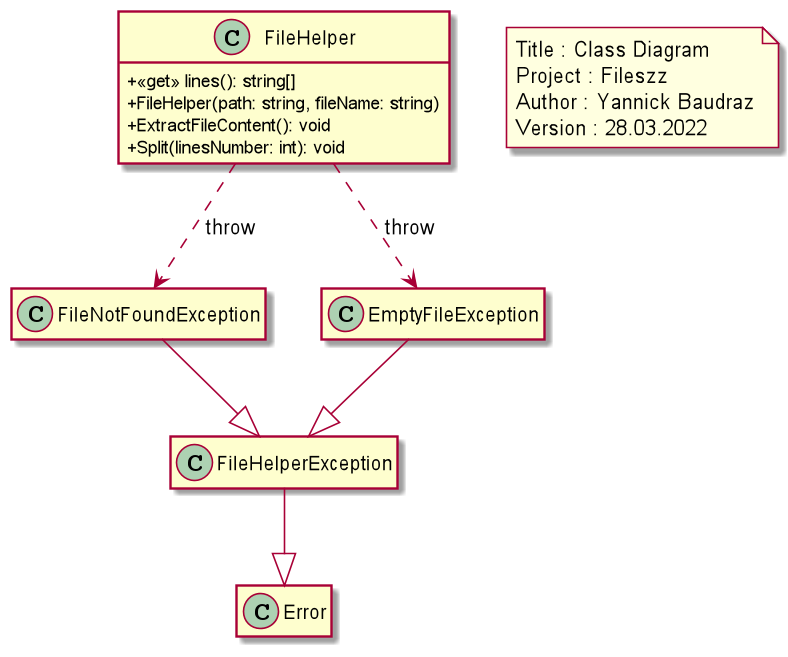 C FileHelper
+«get» lines(): string[]
+FileHelper(path: string, fileName: string)
+ExtractFileContent(): void
+Split(linesNumber: int): void
Title : Class Diagram
Project : Fileszz
Author : Yannick Baudraz
Version : 28.03.2022
throw
throw
C FileNotFoundException
C EmptyFileException
C FileHelperException
C Error